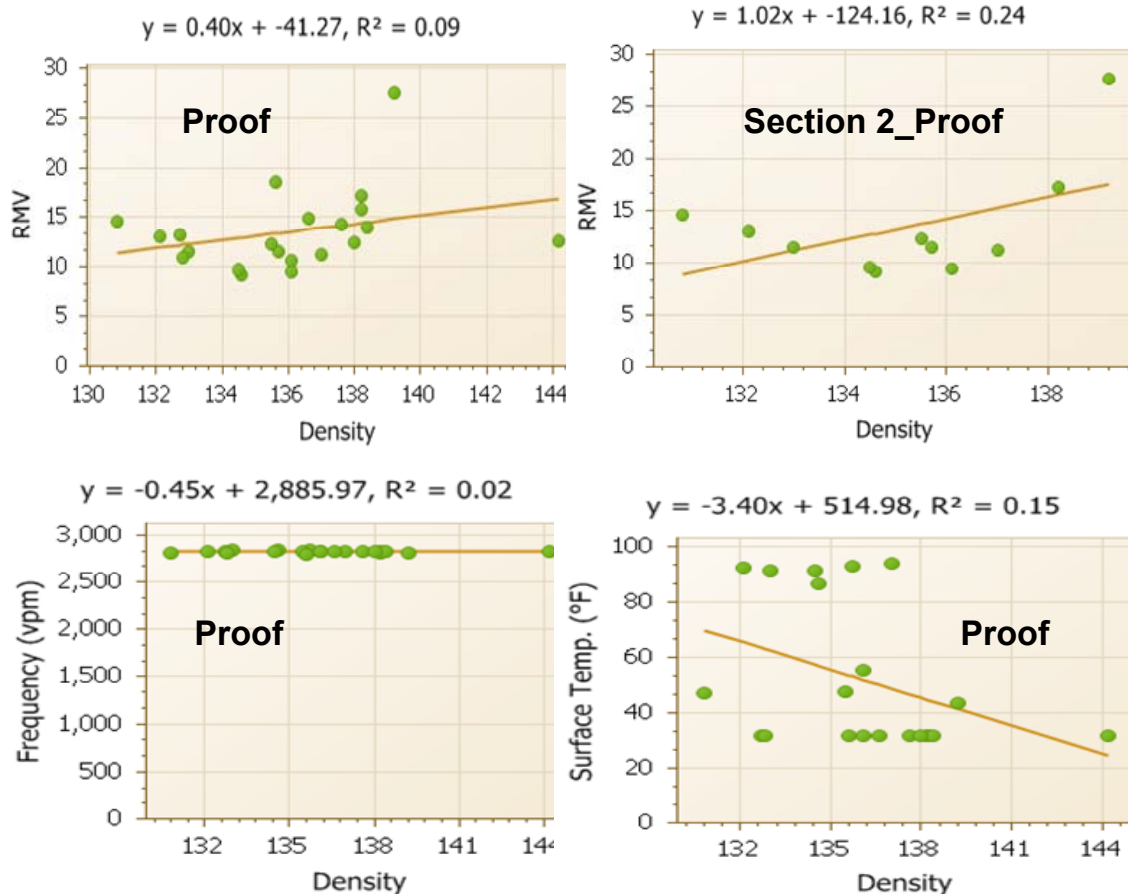 y = 0.40x + -41.27, R² = 0.09
30
25
20
15
10
5
0
RMV
Proof
130 132 134 136 138 140 142 144
Density
y = 1.02x + -124.16, R² = 0.24
30
25
20
15
10
5
0
RMV
Section 2_Proof
132 134 136 138
Density
y = -0.45x + 2,885.97, R² = 0.02
3,000
2,500
2,000
1,500
1,000
500
0
Frequency (vpm)
Proof
132 135 138 141 144
Density
y = -3.40x + 514.98, R² = 0.15
100
80
60
40
20
0
Surface Temp. (°F)
Proof
132 135 138 141 144
Density